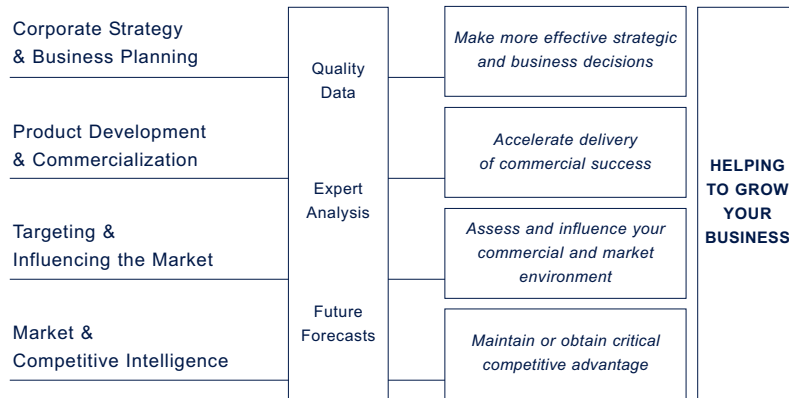 Corporate Strategy
& Business Planning
Product Development
& Commercialization
Targeting &
Influencing the Market
Market &
Competitive Intelligence
Quality
Data
Expert
Analysis
Future
Forecasts
Make more effective strategic
and business decisions
Accelerate delivery
of commercial success
Assess and influence your
commercial and market
environment
Maintain or obtain critical
competitive advantage
HELPING
TO GROW
YOUR
BUSINESS